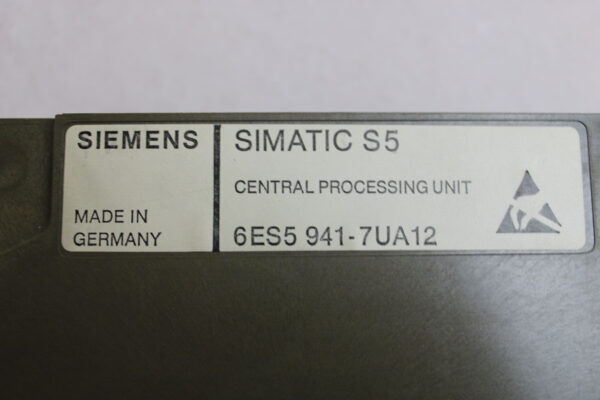 SIEMENS
MADE IN
GERMANY
SIMATIC S5
CENTRAL PROCESSING UNIT
6ES5 941-7UA12